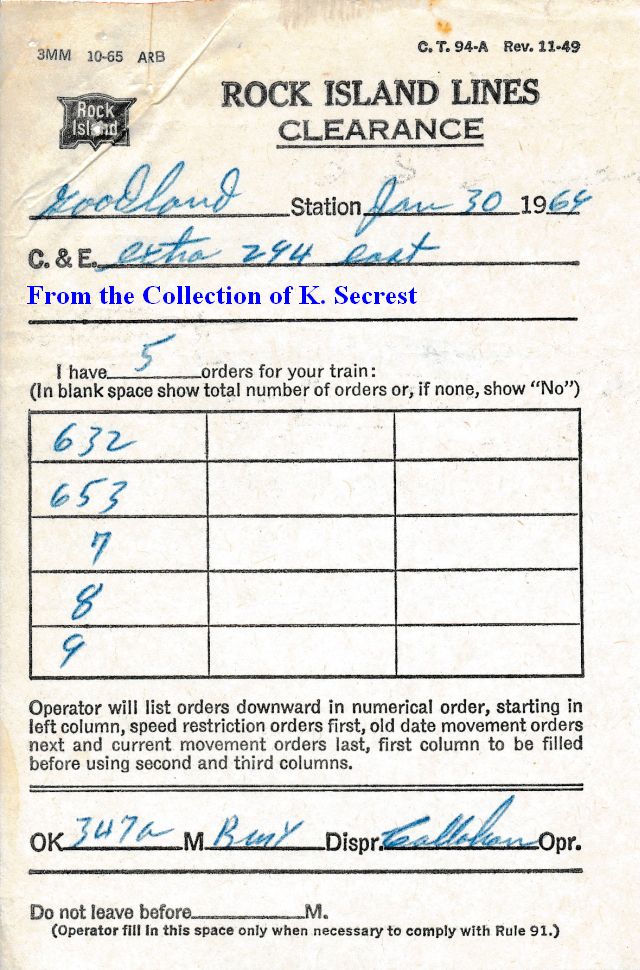 3MM 10-65 ARB
C. T. 94-A Rev. 11-49
Rock Island
ROCK ISLAND LINES
CLEARANCE
Goodland Station Jan 30 1969
C. & E. extra 294 east
From the Collection of K. Secrest
I have 5 orders for your train:
(In blank space show total number of orders or, if none, show "No")
632
653
7
8
9
Operator will list orders downward in numerical order, starting in
left column, speed restriction orders first, old date movement orders
next and current movement orders last, first column to be filled
before using second and third columns.
OK 347a M Dispr. Callahan Opr.
Do not leave before M.
(Operator fill in this space only when necessary to comply with Rule 91.)